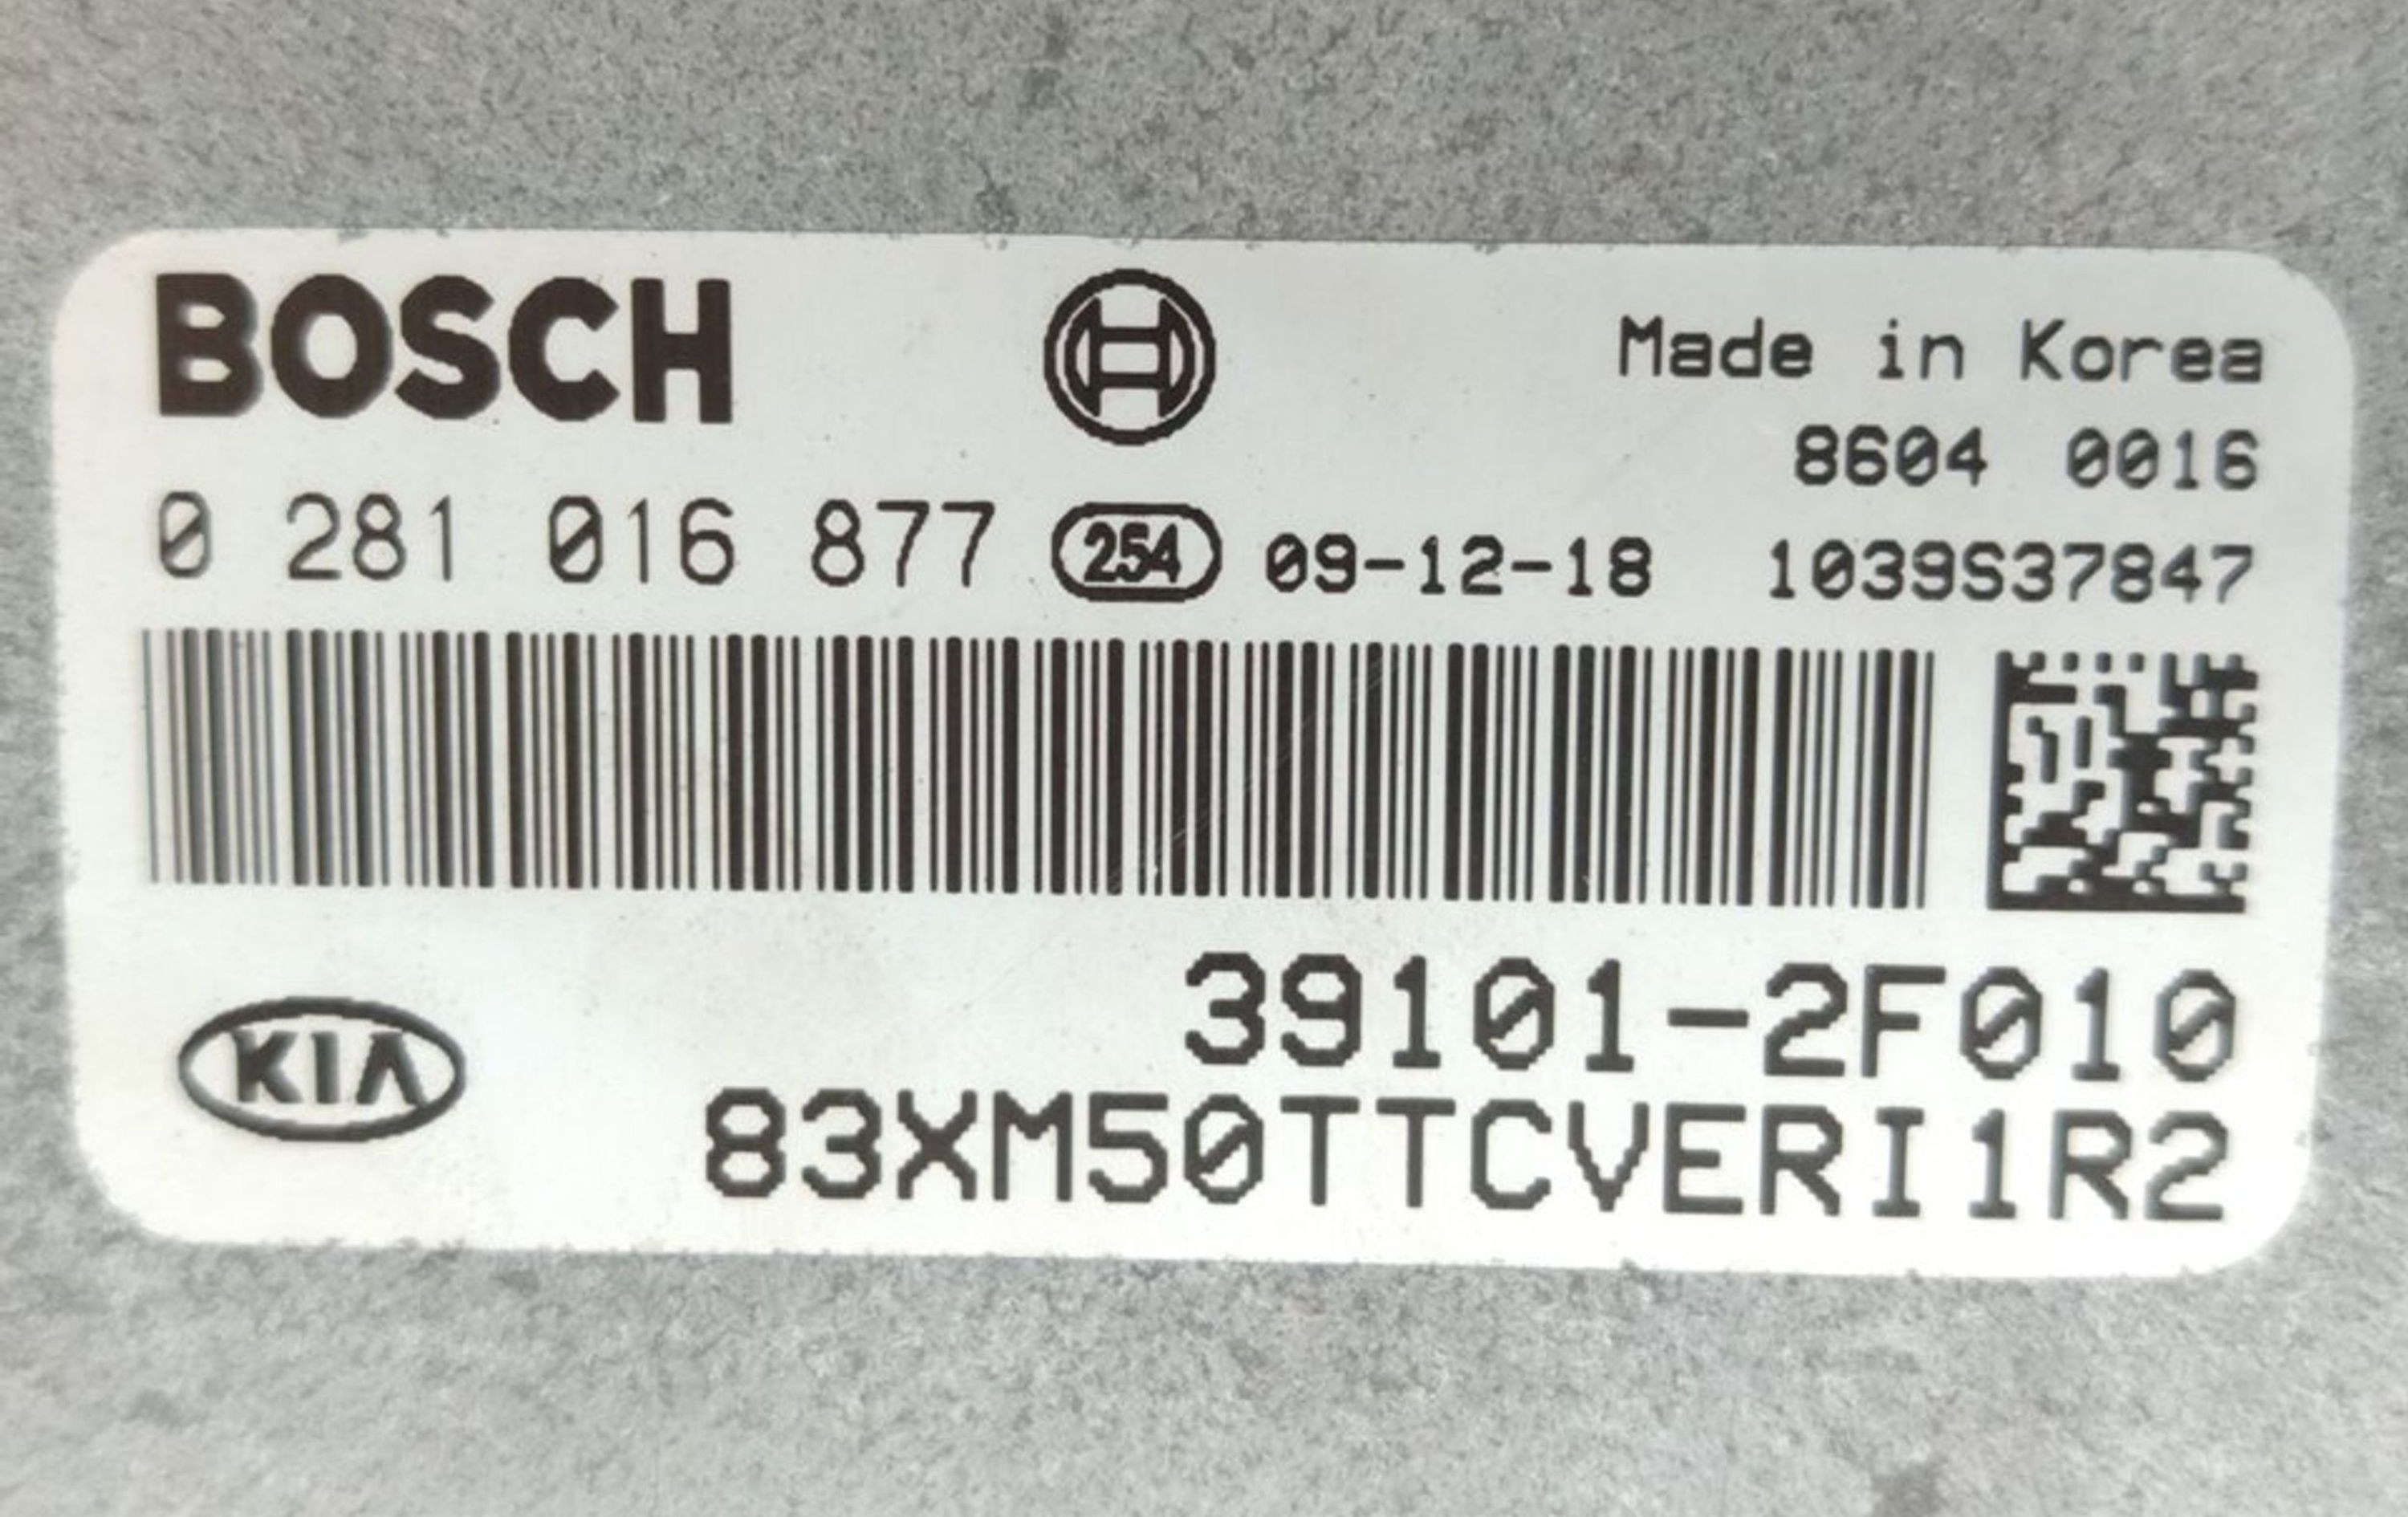 BOSCH
Made in Korea
8604 0016
0 281 016 877 254 09-12-18 1039S37847
39101-2F010
KIA
83XM50TTCVERI1R2